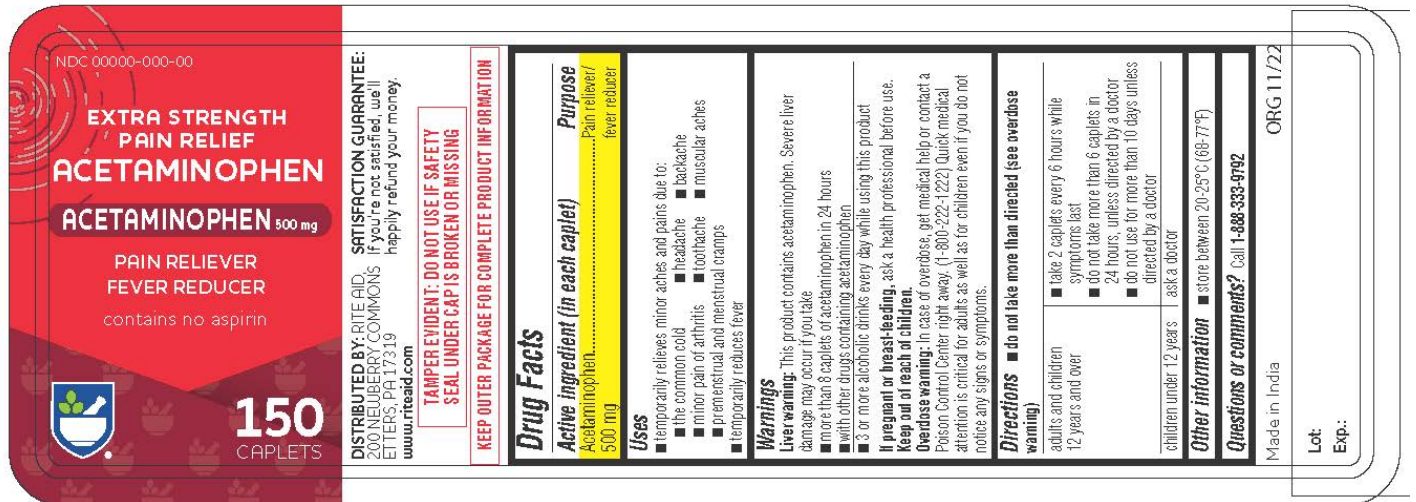 NDC 00000-000-00
EXTRA STRENGTH
PAIN RELIEF
ACETAMINOPHEN
ACETAMINOPHEN 500 mg
PAIN RELIEVER
FEVER REDUCER
contains no aspirin
150
CAPLETS
DISTRIBUTED BY: RITE AID,
200 NEWBERRY COMMONS
ETTERS, PA 17319
www.riteaid.com
SATISFACTION GUARANTEE:
If you're not satisfied, we'll
happily refund your money.
TAMPER EVIDENT: DO NOT USE IF SAFETY
SEAL UNDER CAP IS BROKEN OR MISSING
KEEP OUTER PACKAGE FOR COMPLETE PRODUCT INFORMATION
Drug Facts
Active ingredient (in each caplet) Purpose
Acetaminophen..........................Pain reliever/
500 mg fever reducer
Uses
■ temporarily relieves minor aches and pains due to:
■ the common cold ■ headache ■ backache
■ minor pain of arthritis ■ toothache ■ muscular aches
■ premenstrual and menstrual cramps
■ temporarily reduces fever
Warnings
Liver warning: This product contains acetaminophen. Severe liver
damage may occur if you take
■ more than 8 caplets of acetaminophen in 24 hours
■ with other drugs containing acetaminophen
■ 3 or more alcoholic drinks every day while using this product
If pregnant or breast-feeding, ask a health professional before use.
Keep out of reach of children.
Overdose warning: In case of overdose, get medical help or contact a
Poison Control Center right away. (1-800-222-1222) Quick medical
attention is critical for adults as well as for children even if you do not
notice any signs or symptoms.
Directions ■ do not take more than directed (see overdose
warning)
adults and children
12 years and over
■ take 2 caplets every 6 hours while
symptoms last
■ do not take more than 6 caplets in
24 hours, unless directed by a doctor
■ do not use for more than 10 days unless
directed by a doctor
children under 12 years ask a doctor
Other information ■ store between 20-25°C (68-77°F)
Questions or comments? Call 1-888-333-9792
Made in India ORG 11/22
Lot:
Exp.: